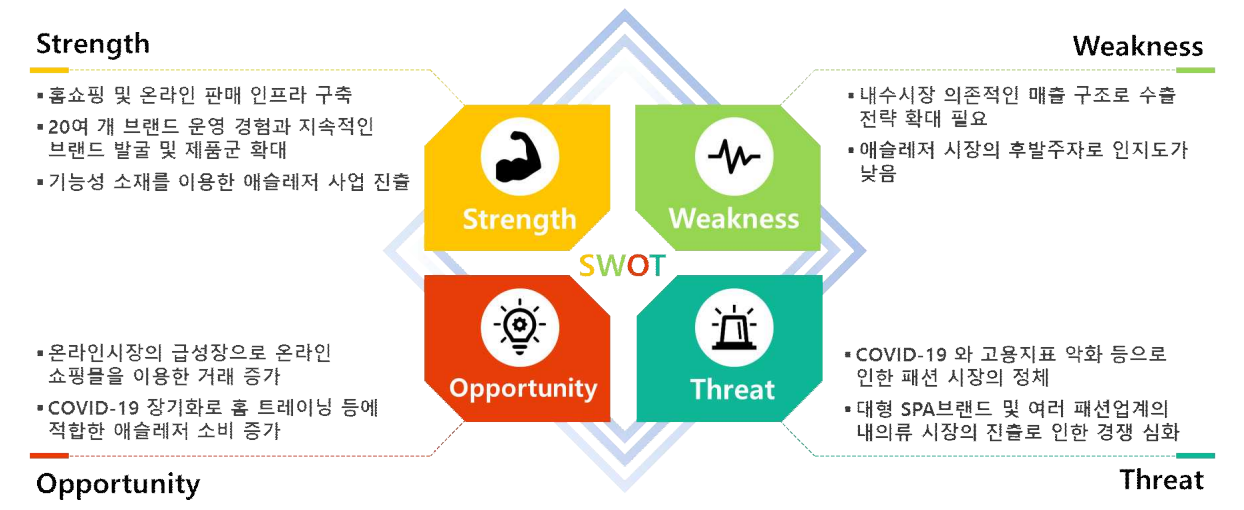 Strength
▪ 홈쇼핑 및 온라인 판매 인프라 구축
▪ 20여 개 브랜드 운영 경험과 지속적인
브랜드 발굴 및 제품군 확대
▪ 기능성 소재를 이용한 애슬레저 사업 진출
Weakness
▪ 내수시장 의존적인 매출 구조로 수출
전략 확대 필요
▪ 애슬레저 시장의 후발주자로 인지도가
낮음
Strength
Weakness
SWOT
Opportunity
Threat
▪ 온라인시장의 급성장으로 온라인
쇼핑몰을 이용한 거래 증가
▪ COVID-19 장기화로 홈 트레이닝 등에
적합한 애슬레저 소비 증가
Opportunity
▪ COVID-19 와 고용지표 악화 등으로
인한 패션 시장의 정체
▪ 대형 SPA브랜드 및 여러 패션업계의
내의류 시장의 진출로 인한 경쟁 심화
Threat